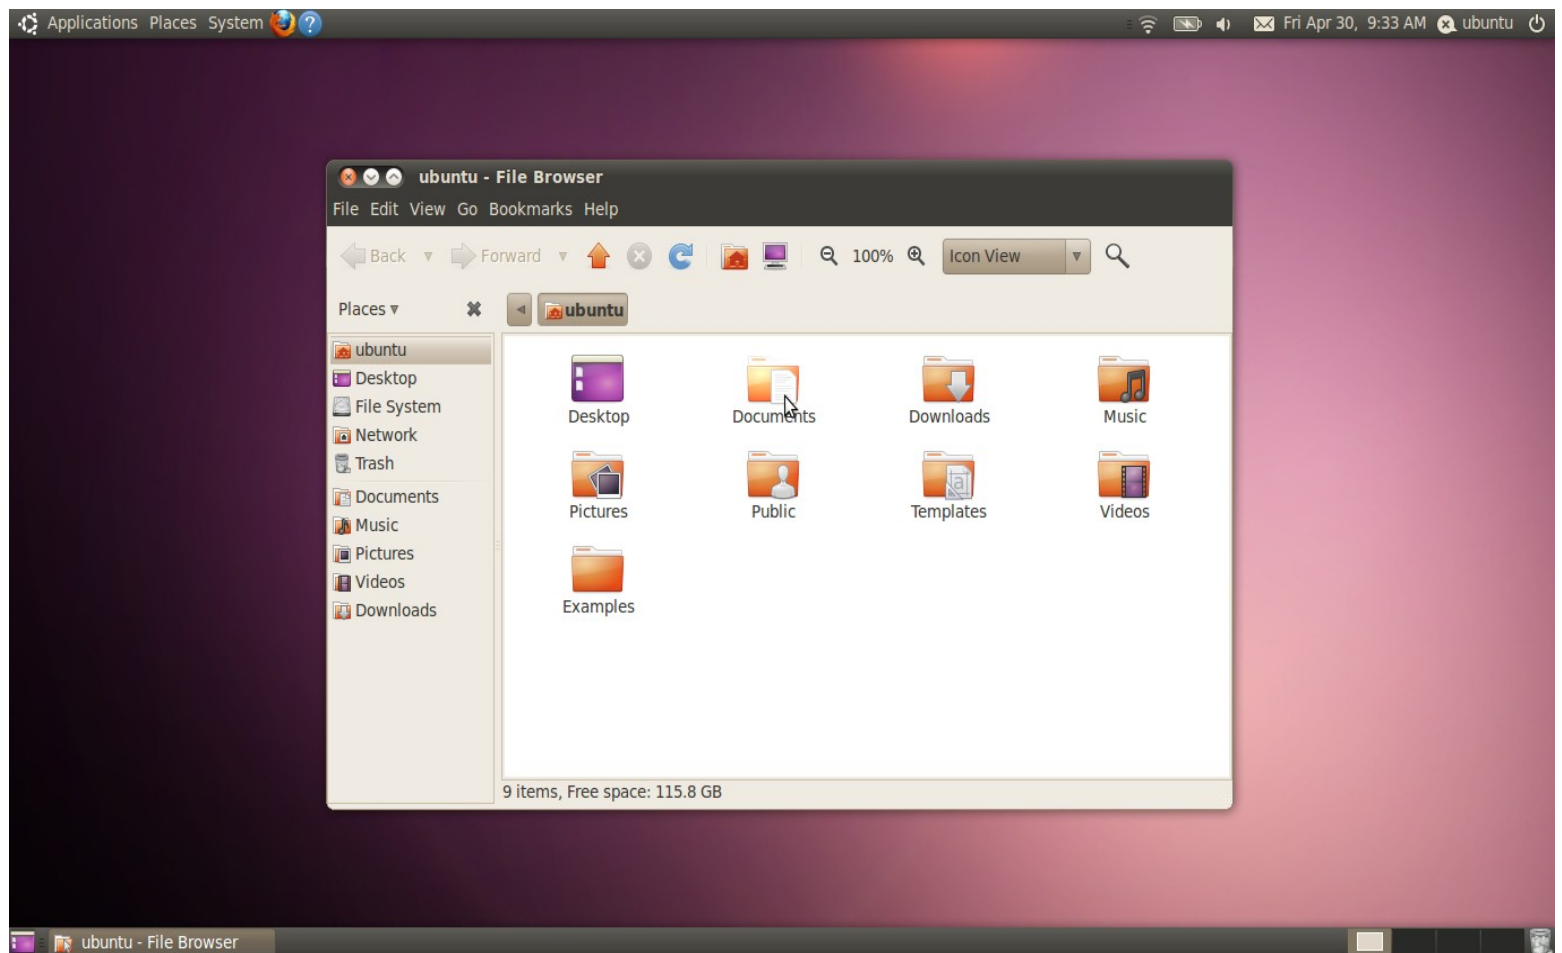 Applications Places System ? Fri Apr 30, 9:33 AM ubuntu
ubuntu - File Browser
File Edit View Go Bookmarks Help
Back Forward 100% Icon View
Places ubuntu
ubuntu
Desktop
File System
Network
Trash
Documents
Music
Pictures
Videos
Downloads
Desktop Documents Downloads Music
Pictures Public Templates Videos
Examples
9 items, Free space: 115.8 GB
ubuntu - File Browser